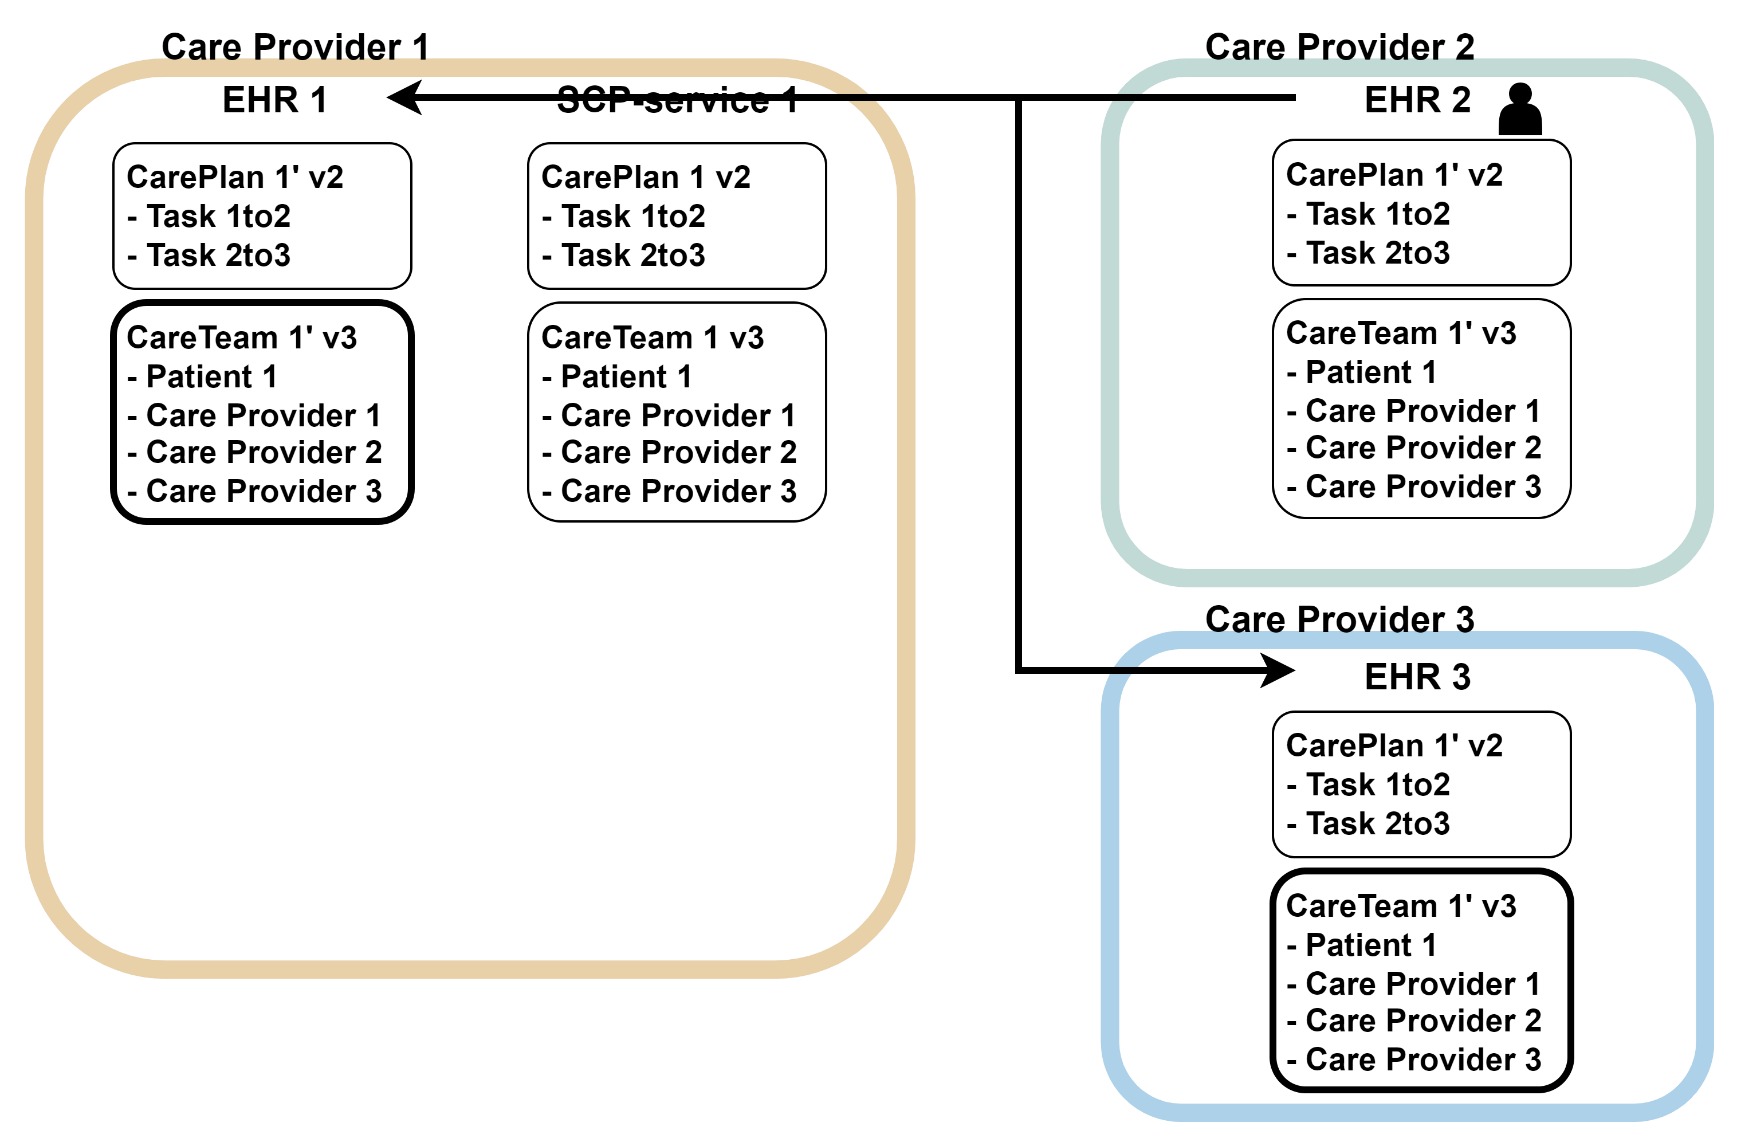 Care Provider 1
EHR 1
SCP-service 1
CarePlan 1' v2
- Task 1to2
- Task 2to3
CareTeam 1' v3
- Patient 1
- Care Provider 1
- Care Provider 2
- Care Provider 3
CarePlan 1 v2
- Task 1to2
- Task 2to3
CareTeam 1 v3
- Patient 1
- Care Provider 1
- Care Provider 2
- Care Provider 3
Care Provider 2
EHR 2
CarePlan 1' v2
- Task 1to2
- Task 2to3
CareTeam 1' v3
- Patient 1
- Care Provider 1
- Care Provider 2
- Care Provider 3
Care Provider 3
EHR 3
CarePlan 1' v2
- Task 1to2
- Task 2to3
CareTeam 1' v3
- Patient 1
- Care Provider 1
- Care Provider 2
- Care Provider 3